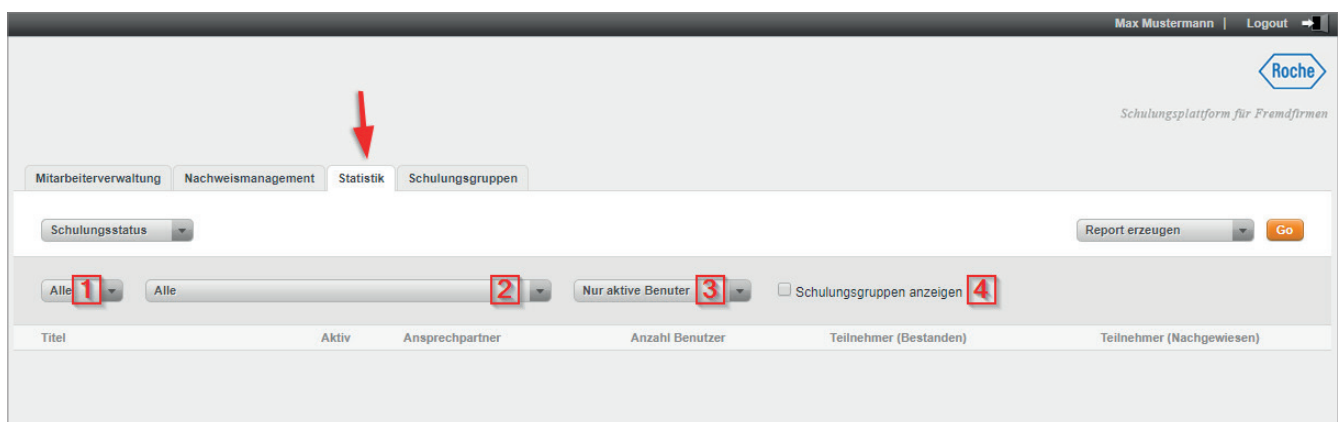 Max Mustermann | Logout
Roche
Schulungsplattform für Fremdfirmen
Mitarbeiterverwaltung Nachweismanagement Statistik Schulungsgruppen
Schulungsstatus Report erzeugen Go
Alle 1 Alle 2 Nur aktive Benuter 3 Schulungsgruppen anzeigen 4
Titel Aktiv Ansprechpartner Anzahl Benutzer Teilnehmer (Bestanden) Teilnehmer (Nachgewiesen)